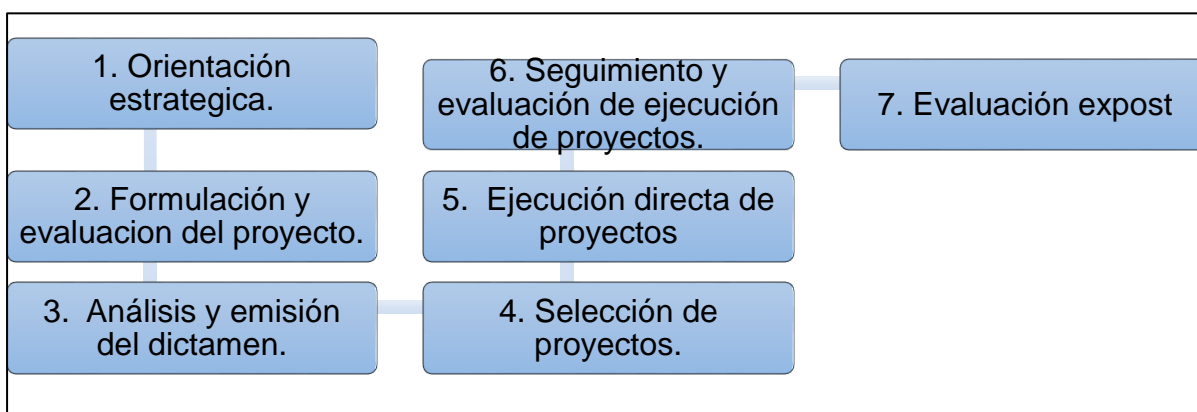 1. Orientación
estrategica.
2. Formulación y
evaluacion del proyecto.
3. Análisis y emisión
del dictamen.
4. Selección de
proyectos.
5. Ejecución directa de
proyectos
6. Seguimiento y
evaluación de ejecución
de proyectos.
7. Evaluación expost